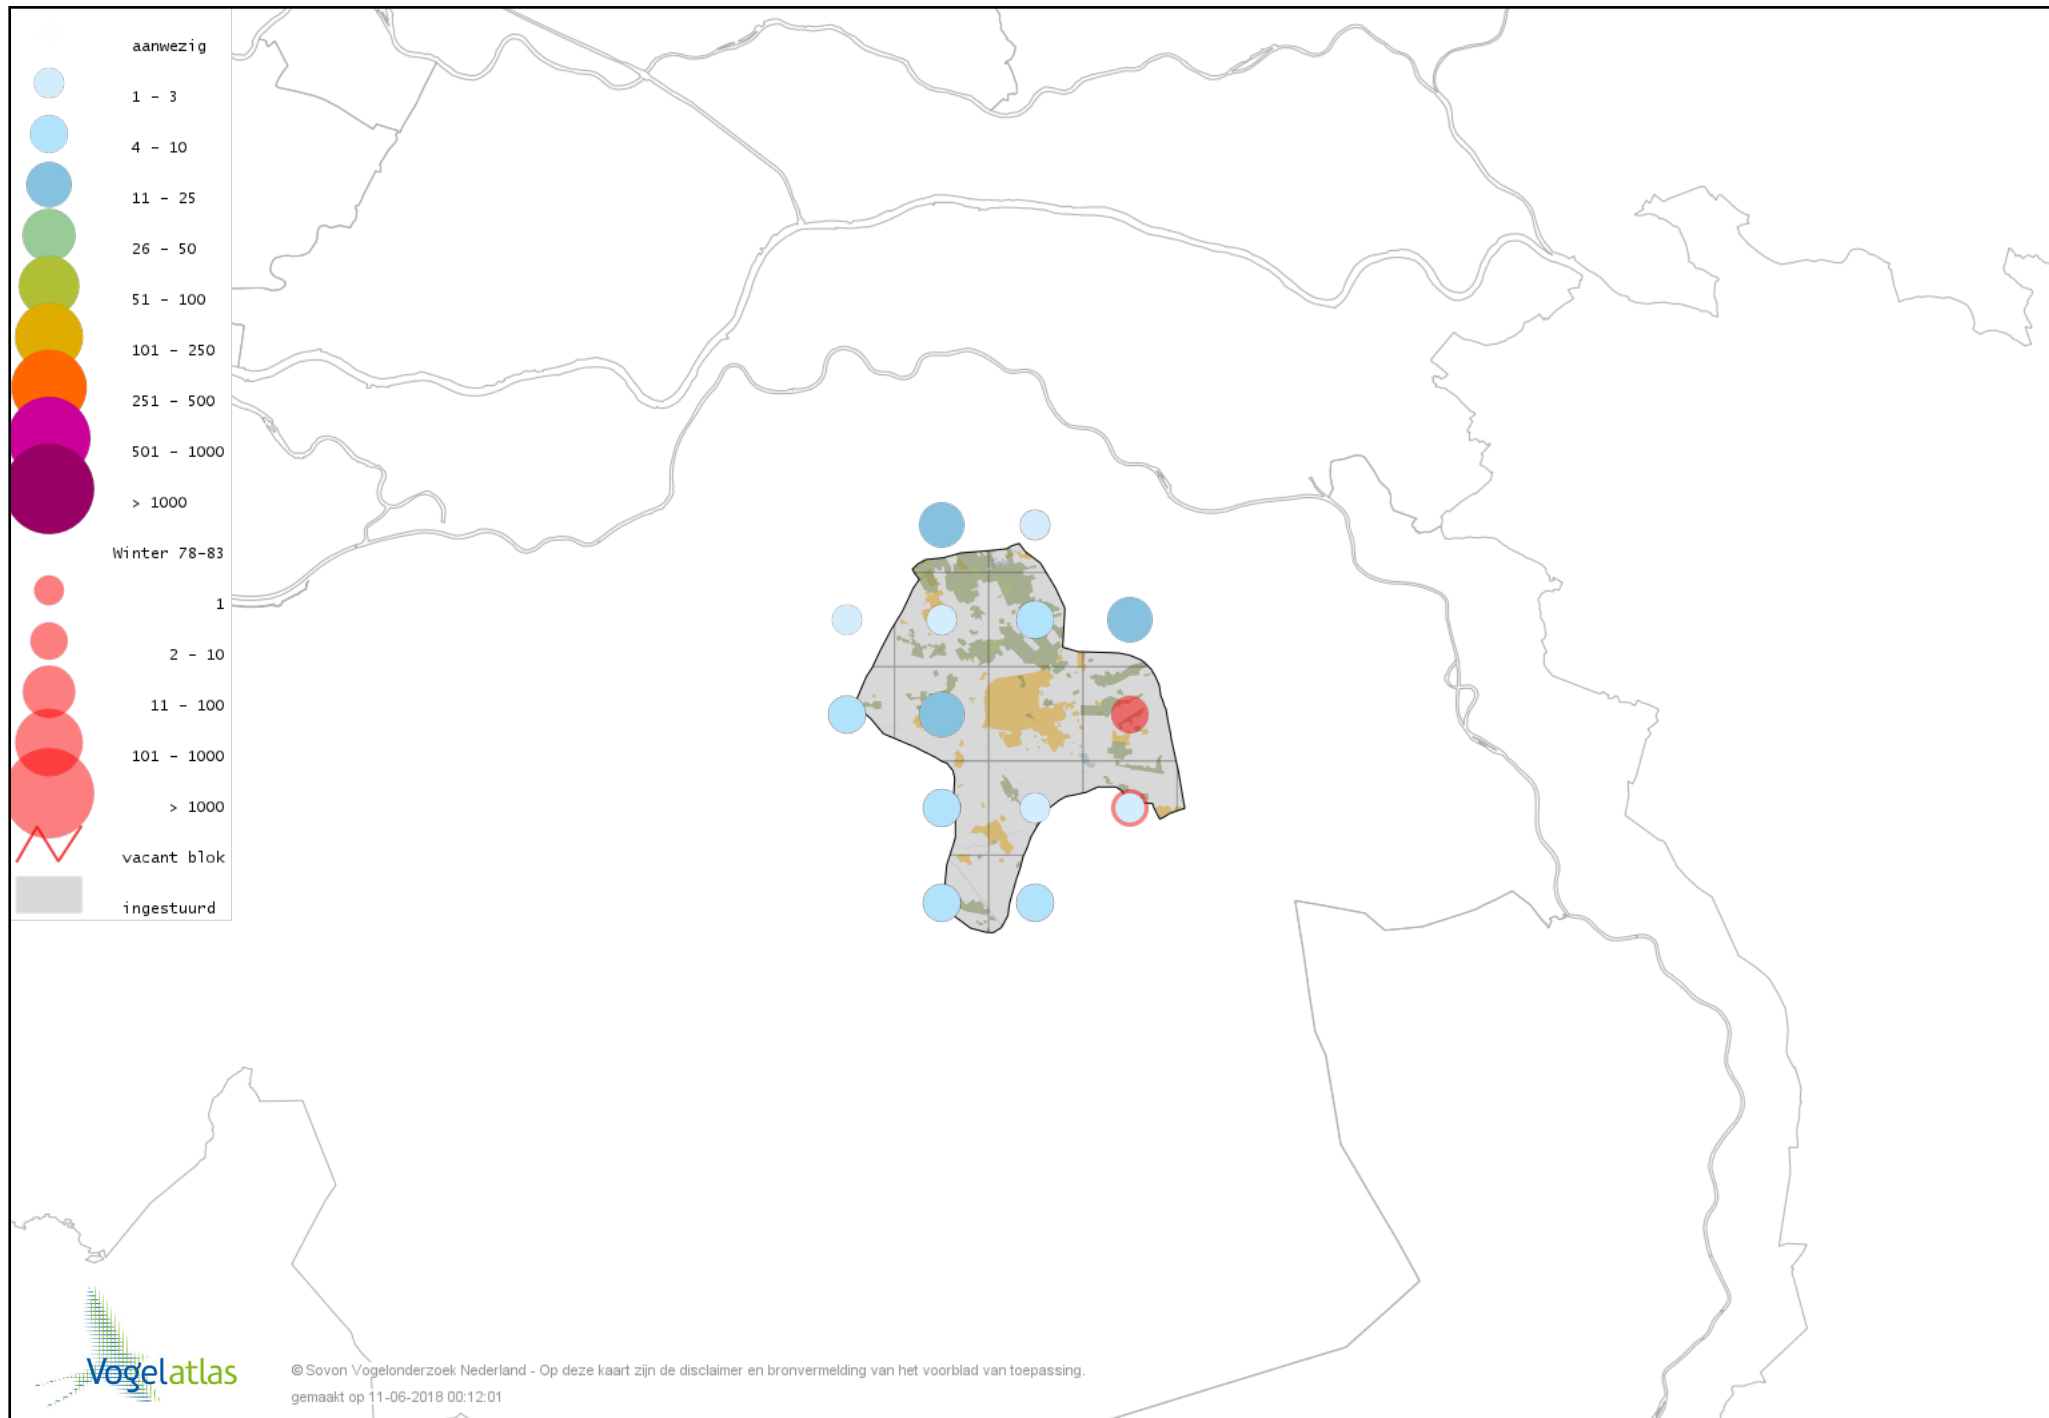 aanwezig
1 - 3
4 - 10
11 - 25
26 - 50
51 - 100
101 - 250
251 - 500
501 - 1000
> 1000
Winter 78-83
1
2 - 10
11 - 100
101 - 1000
> 1000
vacant blok
ingestuurd
Vogelatlas
© Sovon Vogelonderzoek Nederland - Op deze kaart zijn de disclaimer en bronvermelding van het voorblad van toepassing.
gemaakt op 11-06-2018 00:12:01